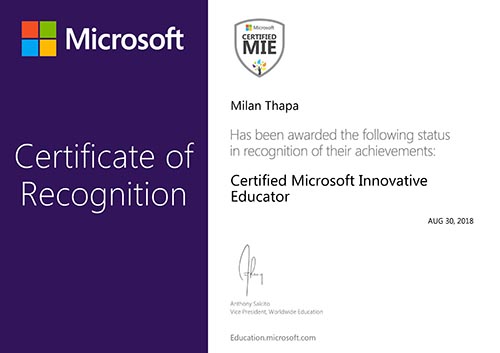 Microsoft
Certificate of
Recognition
Microsoft
CERTIFIED
MIE
Milan Thapa
Has been awarded the following status
in recognition of their achievements:
Certified Microsoft Innovative
Educator
AUG 30, 2018
Anthony Salcito
Vice President, Worldwide Education
Education.microsoft.com